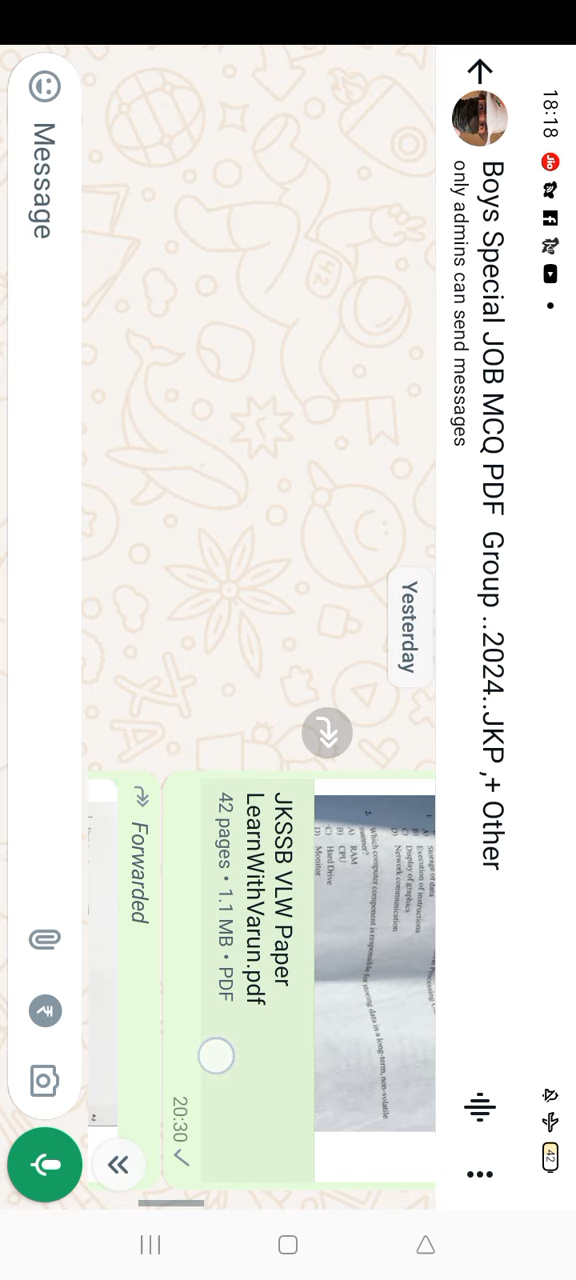 18:18
42
Boys Special JOB MCQ PDF Group ..2024..JKP ,+ Other
only admins can send messages
Yesterday
Storage of data
B) Execution of instructions
C) Display of graphics
D) Network communication
2. Which computer component is responsible for storing data in a long-term, non-volatile
manner?
A) RAM
B) CPU
C) Hard Drive
D) Monitor
JKSSB VLW Paper
LearnWithVarun.pdf
42 pages • 1.1 MB • PDF
20:30
Forwarded
Message